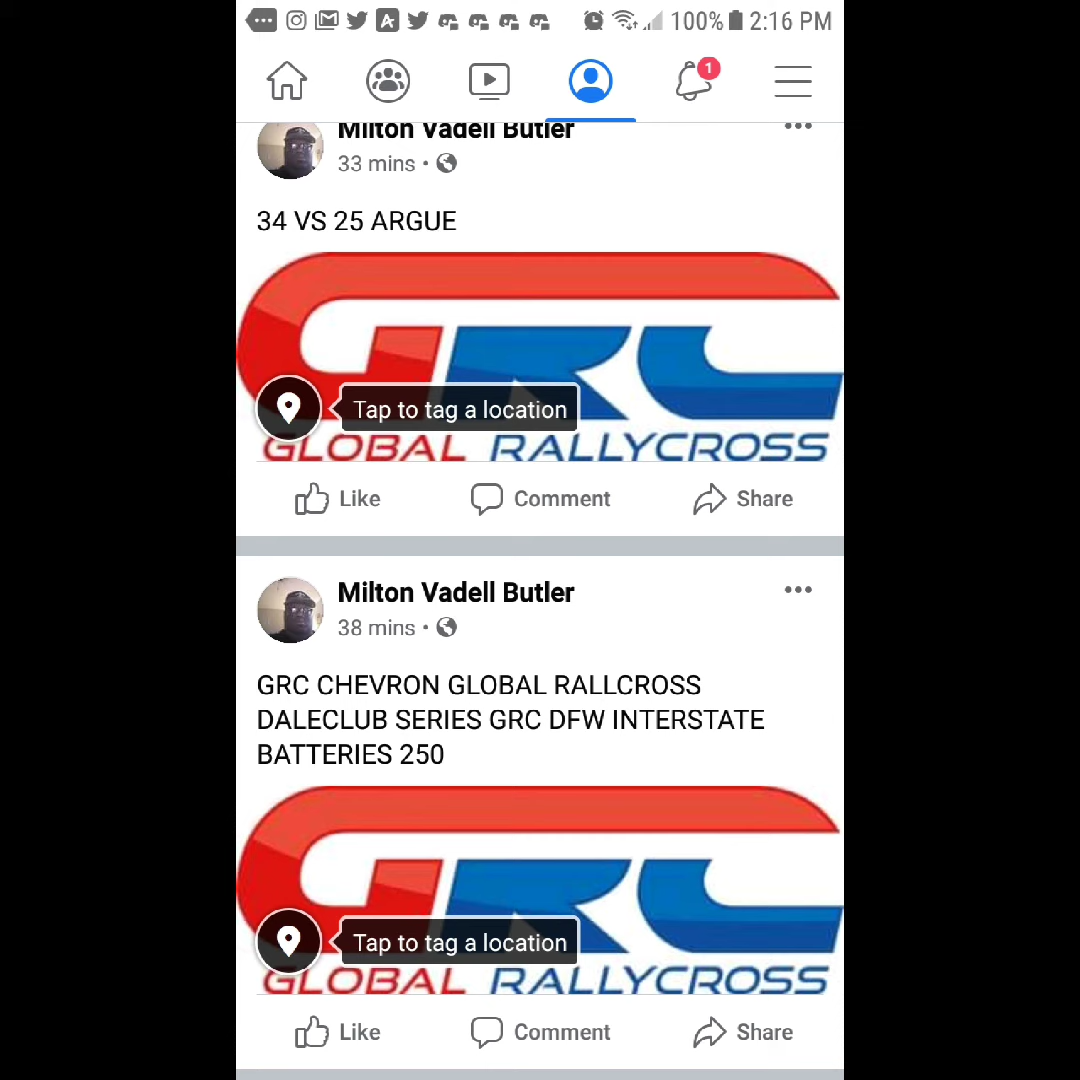 100% 2:16 PM
1
Milton Vadell Butler
33 mins •
34 VS 25 ARGUE
GRC
Tap to tag a location
GLOBAL RALLYCROSS
Like Comment Share
Milton Vadell Butler
38 mins •
GRC CHEVRON GLOBAL RALLCROSS
DALECLUB SERIES GRC DFW INTERSTATE
BATTERIES 250
GRC
Tap to tag a location
GLOBAL RALLYCROSS
Like Comment Share